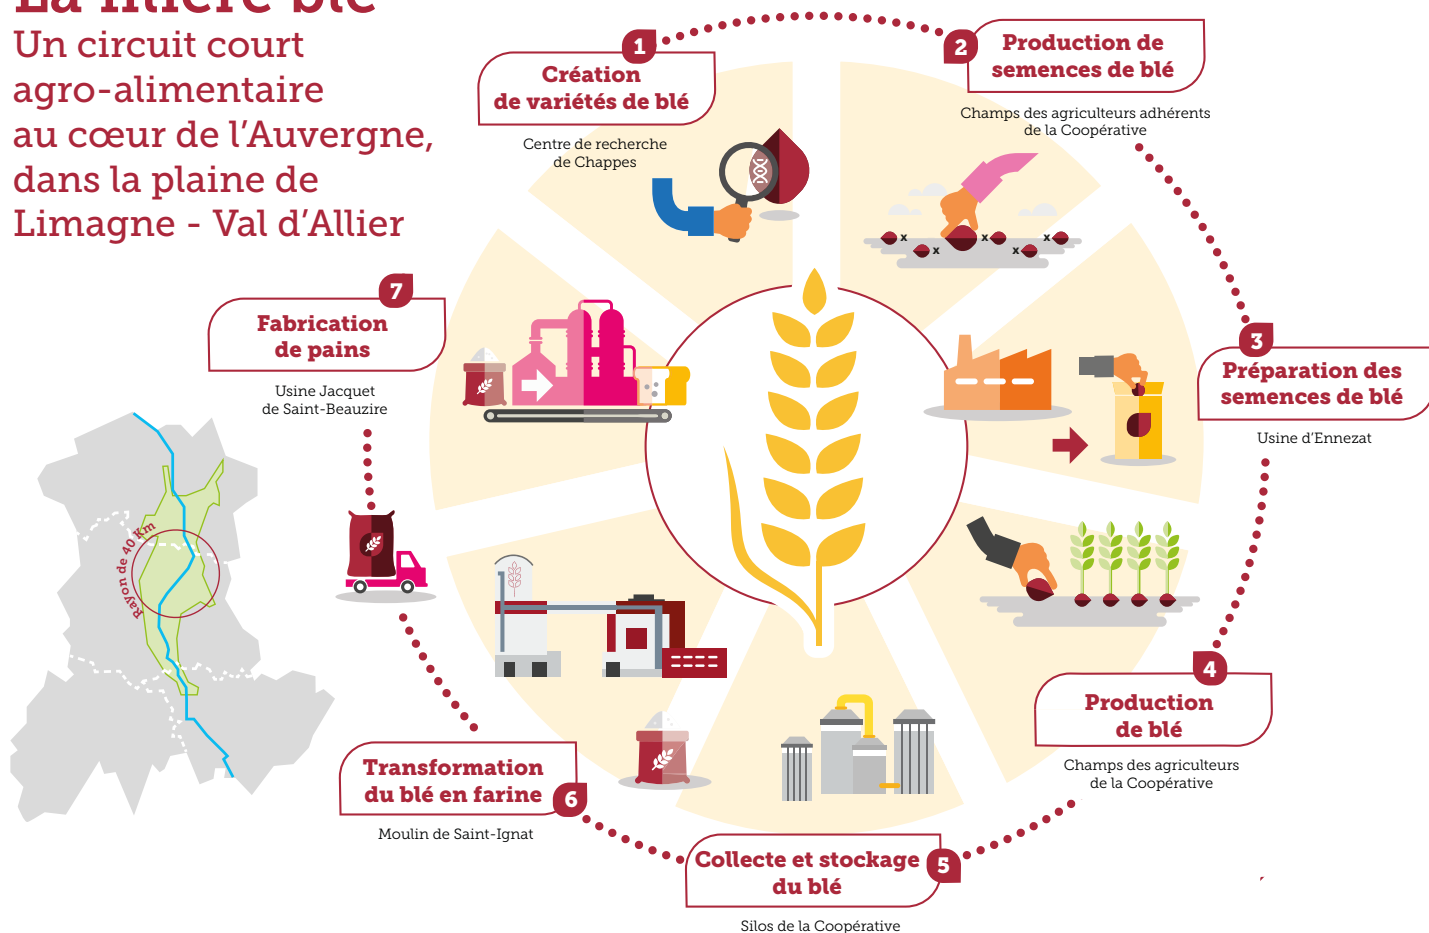 La filière blé
Un circuit court
agro-alimentaire
au cœur de l’Auvergne,
dans la plaine de
Limagne - Val d’Allier
1
Création
de variétés de blé
Centre de recherche
de Chappes
2
Production de
semences de blé
Champs des agriculteurs adhérents
de la Coopérative
x x x x x
3
Préparation des
semences de blé
Usine d’Ennezat
4
Production
de blé
Champs des agriculteurs
de la Coopérative
5
Collecte et stockage
du blé
Silos de la Coopérative
6
Transformation
du blé en farine
Moulin de Saint-Ignat
7
Fabrication
de pains
Usine Jacquet
de Saint-Beauzire
Rayon de 40 Km